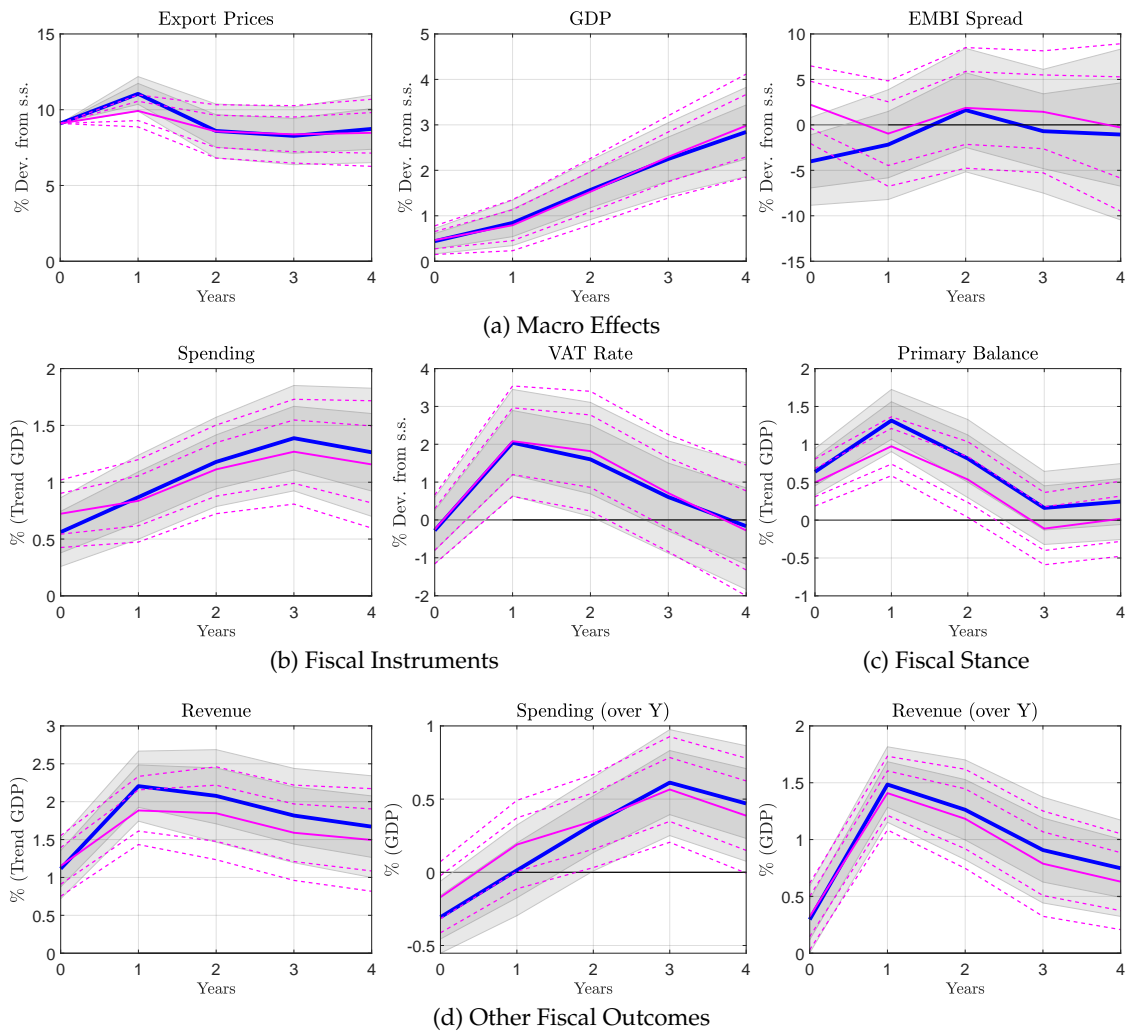 Export Prices
GDP
EMBI Spread
% Dev. from s.s.
15
10
5
0
0 1 2 3 4
Years
% Dev. from s.s.
5
4
3
2
1
0
0 1 2 3 4
Years
% Dev. from s.s.
10
5
0
-5
-10
-15
0 1 2 3 4
Years
(a) Macro Effects
Spending
VAT Rate
Primary Balance
% (Trend GDP)
2
1.5
1
0.5
0
0 1 2 3 4
Years
% Dev. from s.s.
4
3
2
1
0
-1
-2
0 1 2 3 4
Years
% (Trend GDP)
2
1.5
1
0.5
0
-0.5
-1
0 1 2 3 4
Years
(b) Fiscal Instruments
(c) Fiscal Stance
Revenue
Spending (over Y)
Revenue (over Y)
% (Trend GDP)
3
2.5
2
1.5
1
0.5
0
0 1 2 3 4
Years
% (GDP)
1
0.5
0
-0.5
0 1 2 3 4
Years
% (GDP)
2
1.5
1
0.5
0
0 1 2 3 4
Years
(d) Other Fiscal Outcomes